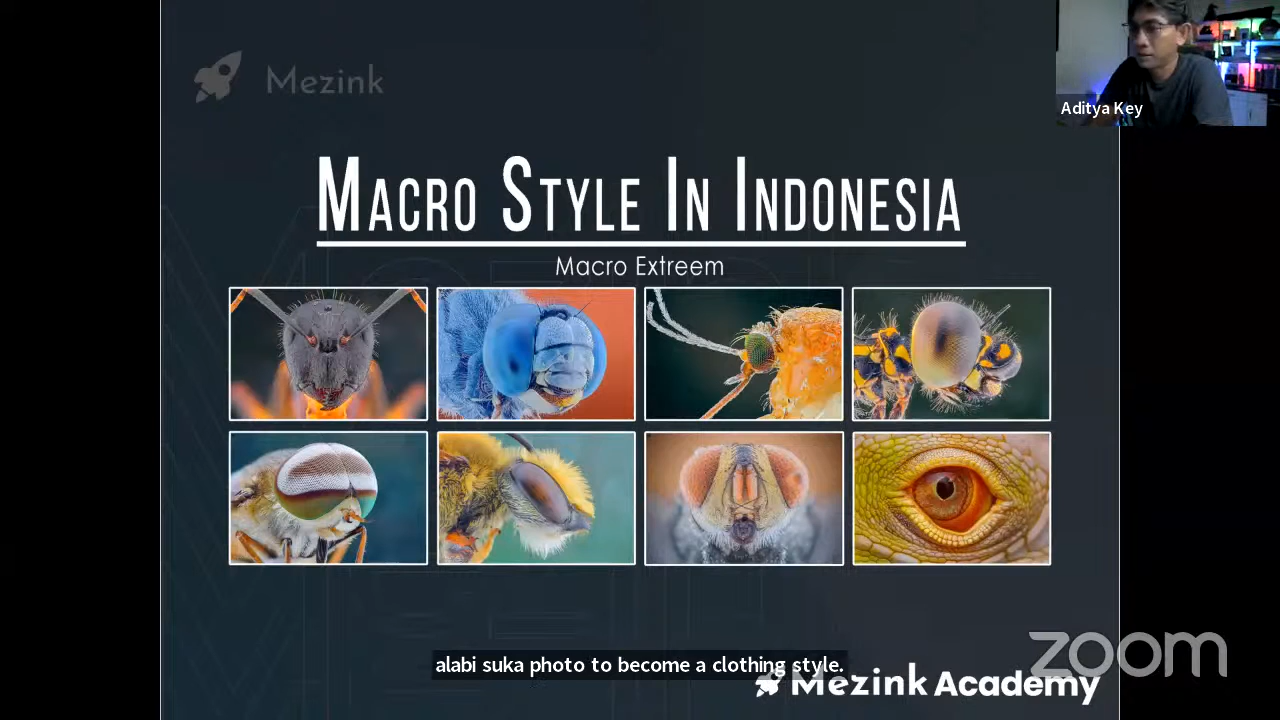 Mezink
Aditya Key
MACRO STYLE IN INDONESIA
Macro Extreem
alabi suka photo to become a clothing style.
zoom
Mezink Academy